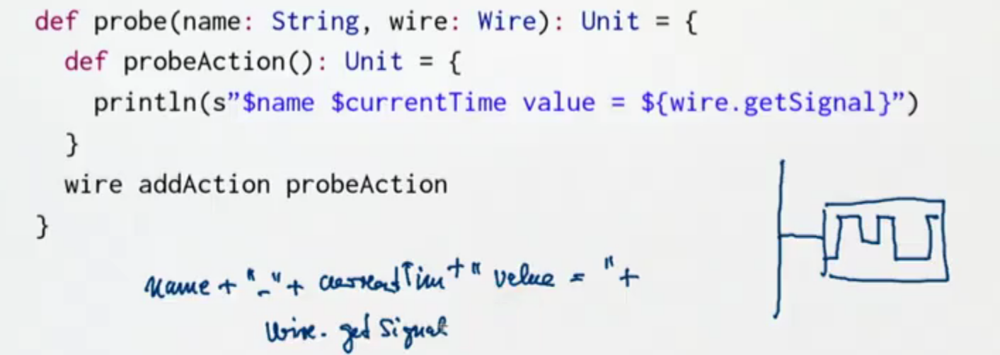 def probe(name: String, wire: Wire): Unit = {
def probeAction(): Unit = {
println(s”$name $currentTime value = ${wire.getSignal}”)
}
wire addAction probeAction
}
name + "_" + currentTim + " value = " +
wire. getSignal